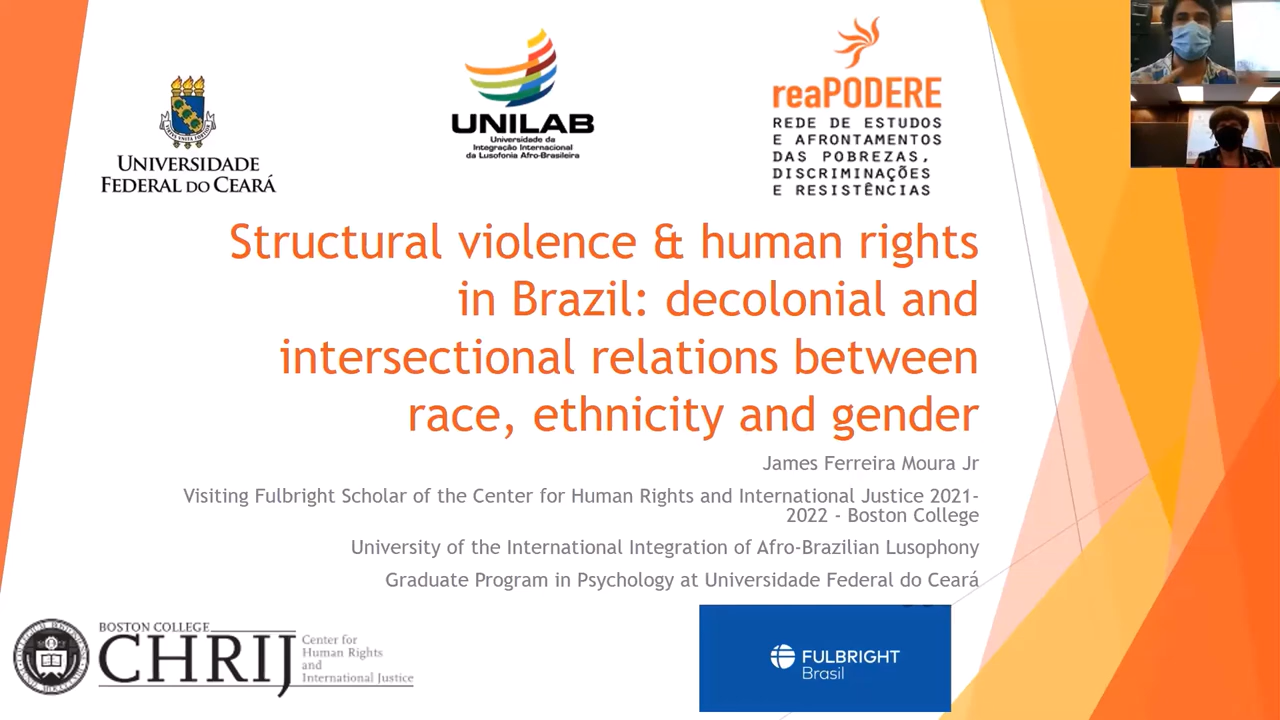 UNIVERSIDADE
FEDERAL DO CEARÁ
UNILAB
Universidade da
Integração Internacional
da Lusofonia Afro-Brasileira
reaPODERE
REDE DE ESTUDOS
E AFRONTAMENTOS
DAS POBREZAS,
DISCRIMINAÇÕES
E RESISTÊNCIAS
Structural violence & human rights
in Brazil: decolonial and
intersectional relations between
race, ethnicity and gender
James Ferreira Moura Jr
Visiting Fulbright Scholar of the Center for Human Rights and International Justice 2021-
2022 - Boston College
University of the International Integration of Afro-Brazilian Lusophony
Graduate Program in Psychology at Universidade Federal do Ceará
BOSTON COLLEGE
CHRIJ
Center for
Human Rights
and
International Justice
FULBRIGHT
Brasil